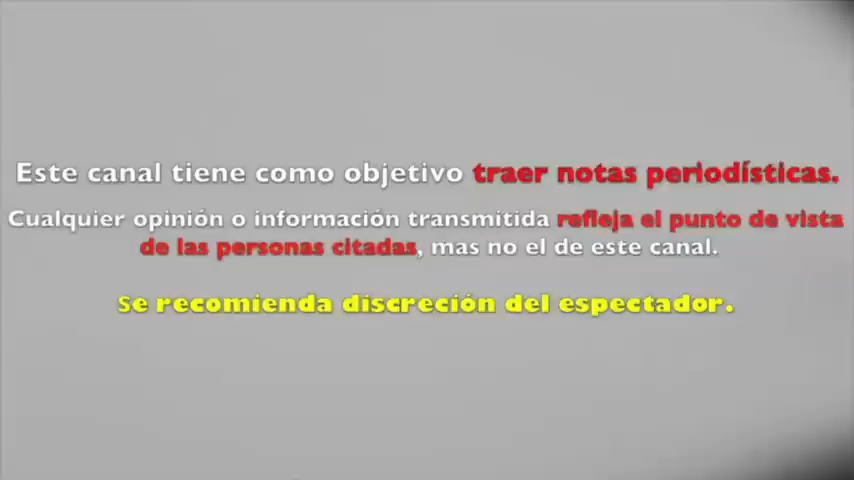 Este canal tiene como objetivo traer notas periodísticas.
Cualquier opinión o información transmitida refleja el punto de vista
de las personas citadas, mas no el de este canal.
Se recomienda discreción del espectador.